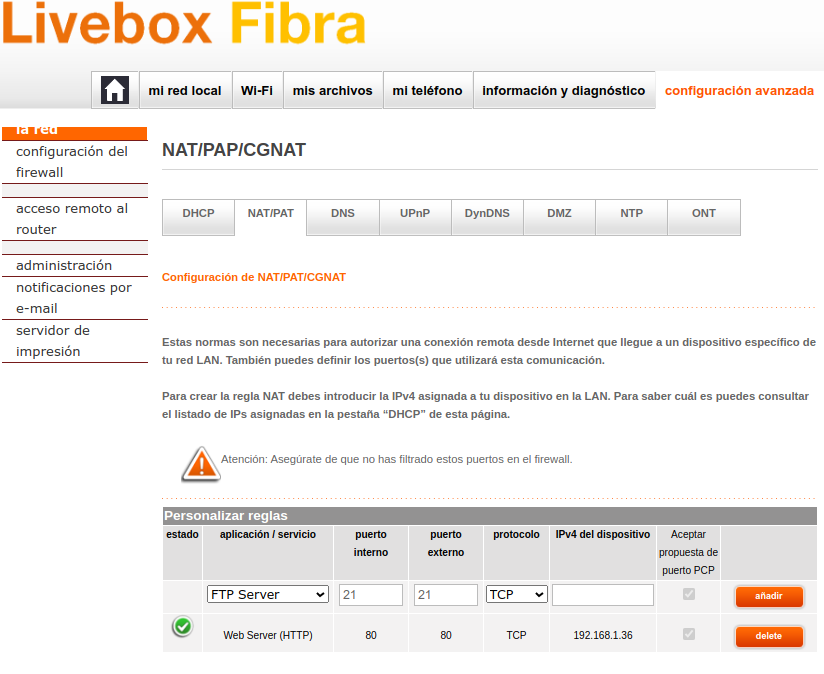 Livebox Fibra
mi red local Wi-Fi mis archivos mi teléfono información y diagnóstico configuración avanzada
la red
configuración del
firewall
acceso remoto al
router
administración
notificaciones por
e-mail
servidor de
impresión
NAT/PAP/CGNAT
DHCP NAT/PAT DNS UPnP DynDNS DMZ NTP ONT
Configuración de NAT/PAT/CGNAT
Estas normas son necesarias para autorizar una conexión remota desde Internet que llegue a un dispositivo específico de
tu red LAN. También puedes definir los puertos(s) que utilizará esta comunicación.
Para crear la regla NAT debes introducir la IPv4 asignada a tu dispositivo en la LAN. Para saber cuál es puedes consultar
el listado de IPs asignadas en la pestaña “DHCP” de esta página.
Atención: Asegúrate de que no has filtrado estos puertos en el firewall.
Personalizar reglas
estado aplicación / servicio puerto interno puerto externo protocolo IPv4 del dispositivo Aceptar propuesta de puerto PCP
FTP Server 21 21 TCP añadir
Web Server (HTTP) 80 80 TCP 192.168.1.36 delete